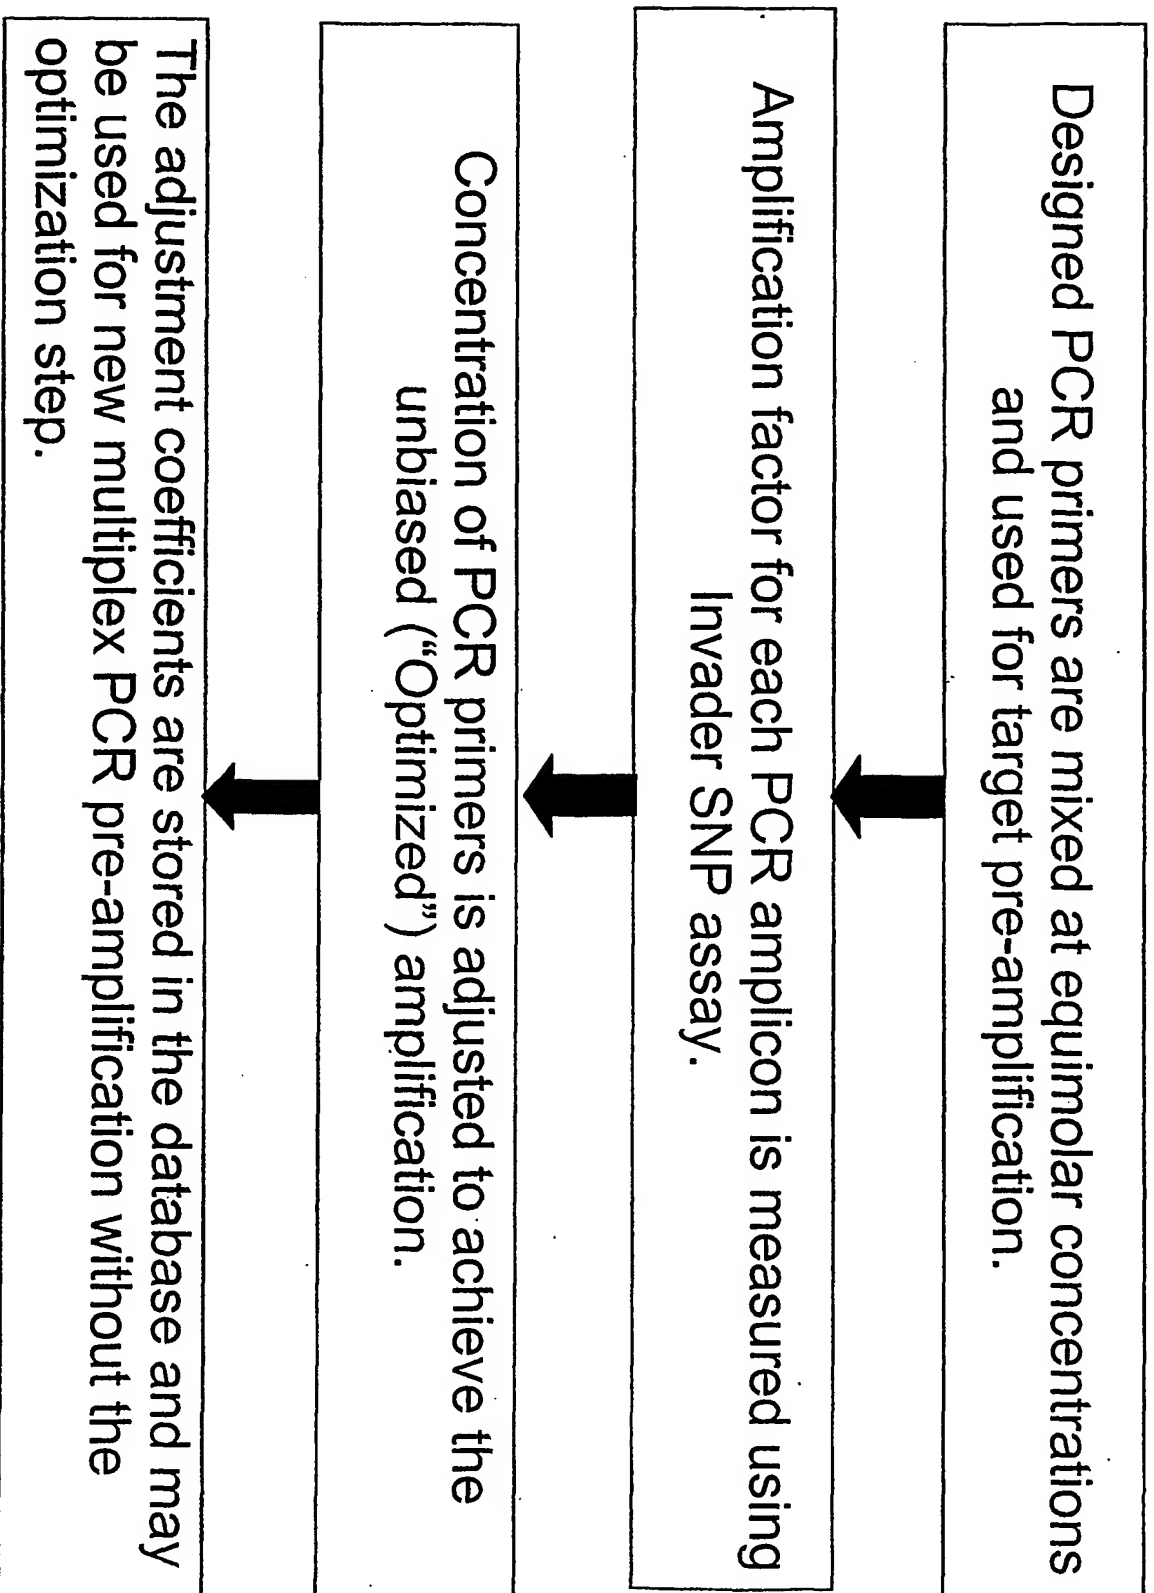 Designed PCR primers are mixed at equimolar concentrations
and used for target pre-amplification.
Amplification factor for each PCR amplicon is measured using
Invader SNP assay.
Concentration of PCR primers is adjusted to achieve the
unbiased (“Optimized”) amplification.
The adjustment coefficients are stored in the database and may
be used for new multiplex PCR pre-amplification without the
optimization step.